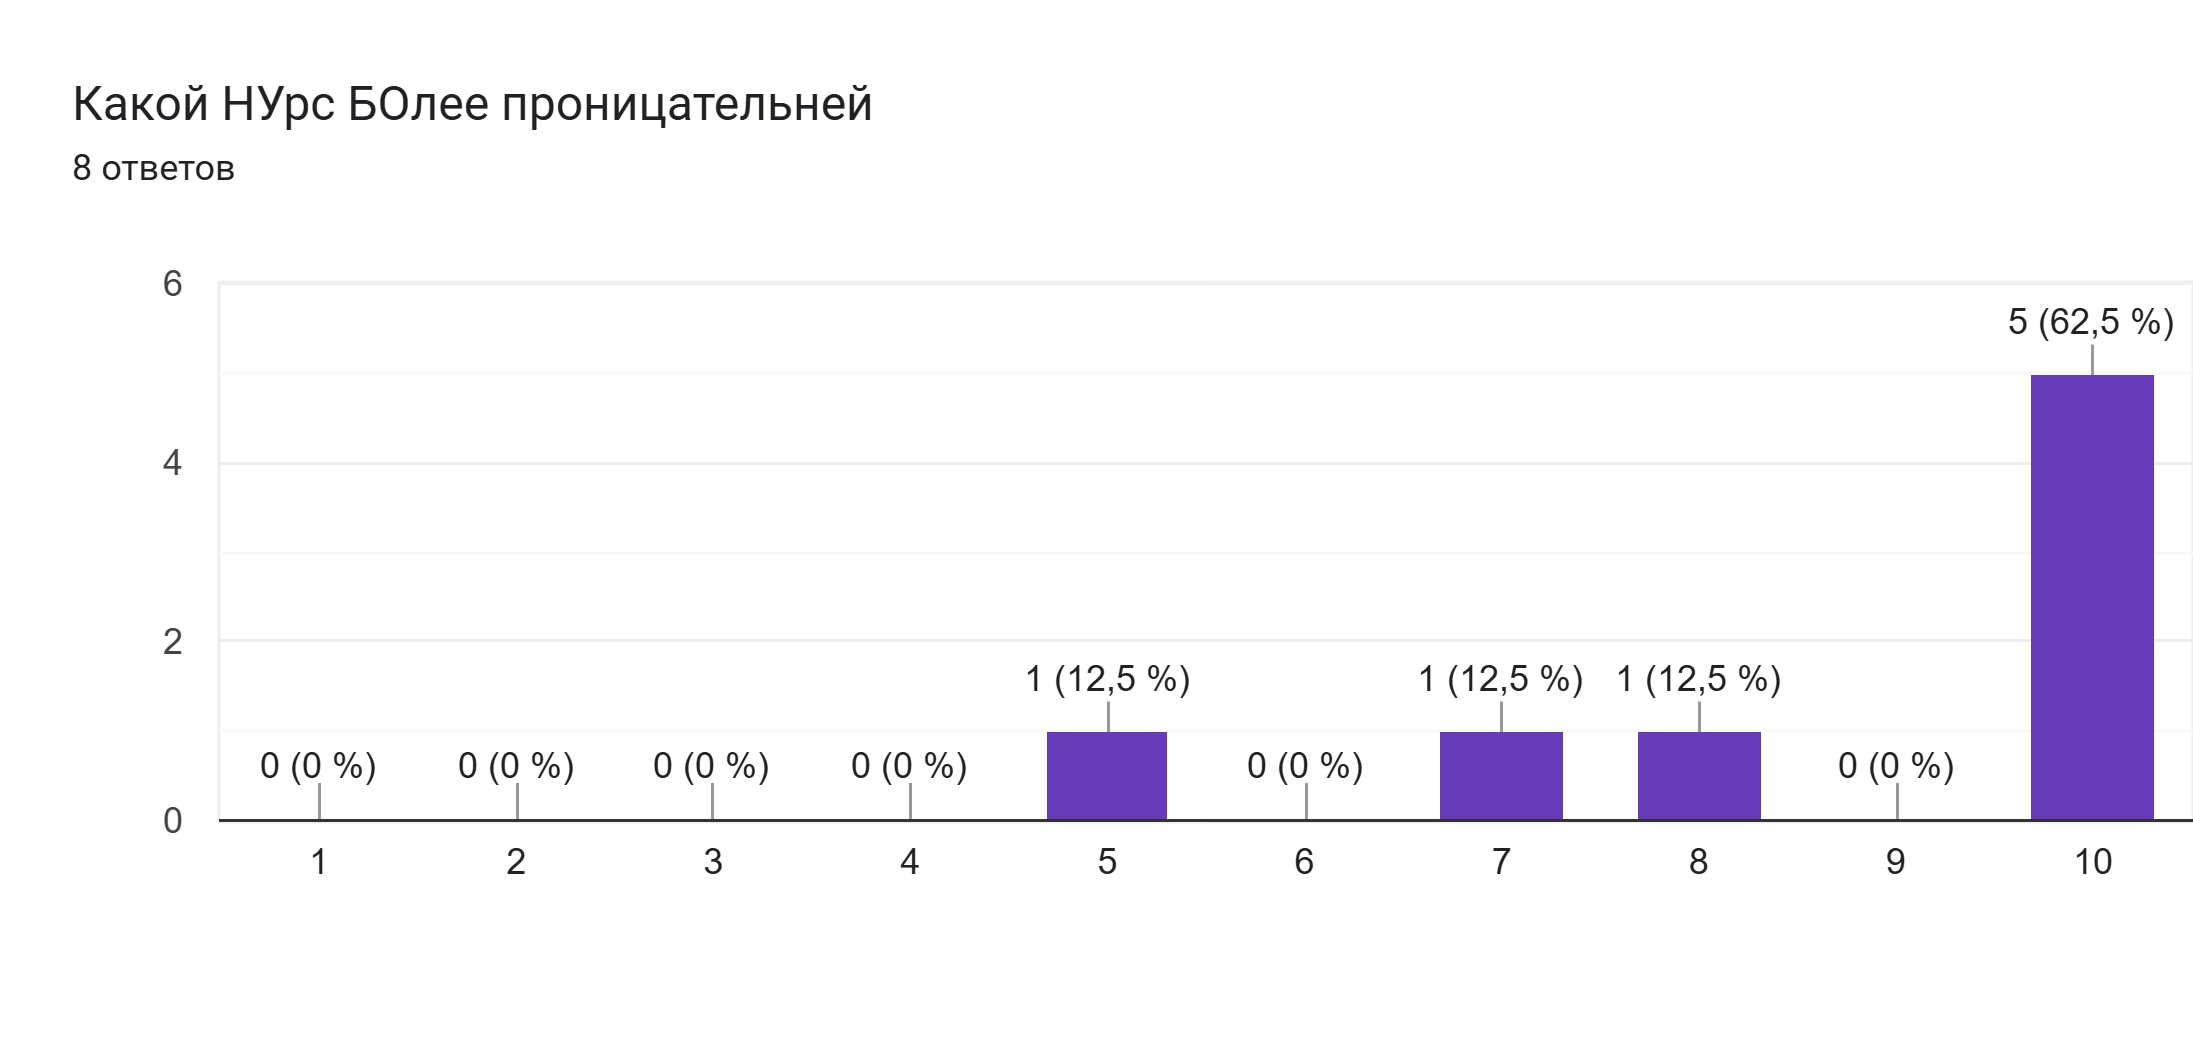 Какой НУрс БОлее проницательней
8 ответов
6
5 (62,5 %)
4
2
1 (12,5 %) 1 (12,5 %) 1 (12,5 %)
0 (0 %) 0 (0 %) 0 (0 %) 0 (0 %) 0 (0 %) 0 (0 %)
0
1 2 3 4 5 6 7 8 9 10